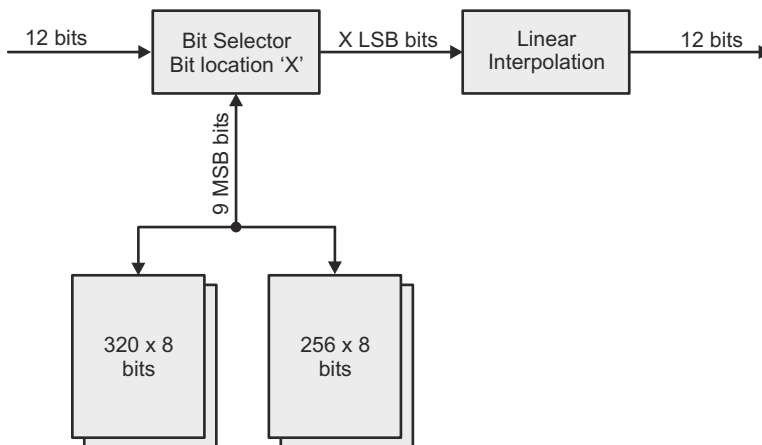 12 bits
Bit Selector
Bit location ‘X’
X LSB bits
Linear
Interpolation
12 bits
9 MSB bits
320 x 8
bits
256 x 8
bits